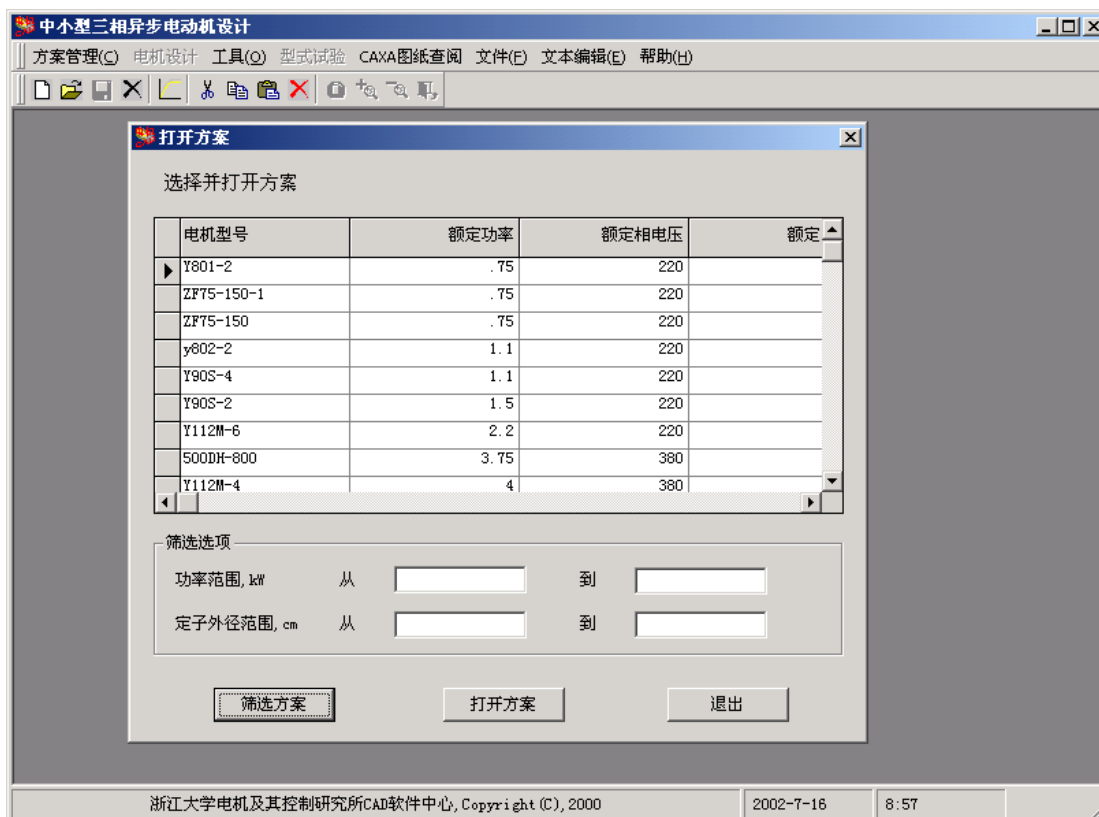 中小型三相异步电动机设计
方案管理(C) 电机设计 工具(O) 型式试验 CAXA图纸查阅 文件(F) 文本编辑(E) 帮助(H)
打开方案
选择并打开方案
电机型号 额定功率 额定相电压 额定
Y801-2 .75 220
ZF75-150-1 .75 220
ZF75-150 .75 220
y802-2 1.1 220
Y90S-4 1.1 220
Y90S-2 1.5 220
Y112M-6 2.2 220
500DH-800 3.75 380
Y112M-4 4 380
筛选选项
功率范围,kW 从 到
定子外径范围,cm 从 到
筛选方案 打开方案 退出
浙江大学电机及其控制研究所CAD软件中心,Copyright(C),2000 2002-7-16 8:57